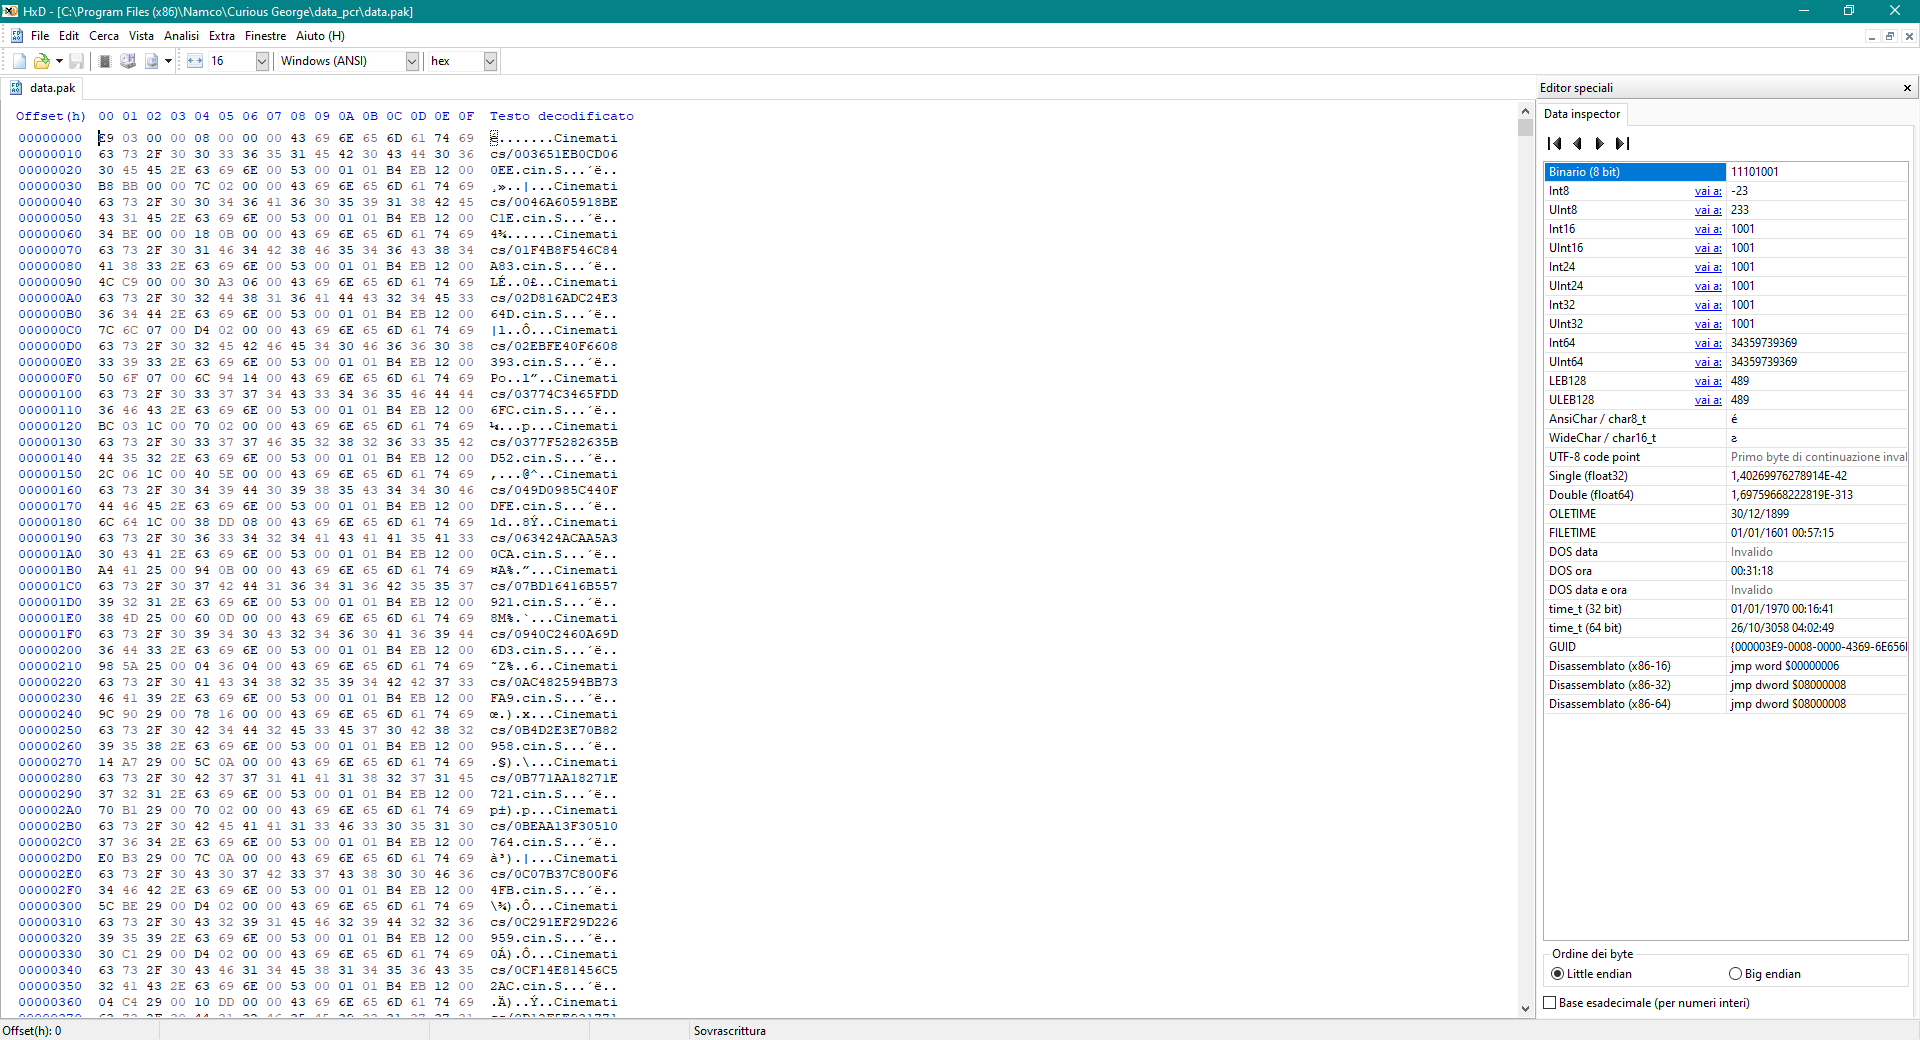 HxD - [C:\Program Files (x86)\Namco\Curious George\data_pcr\data.pak]
File Edit Cerca Vista Analisi Extra Finestre Aiuto (H)
16 Windows (ANSI) hex
data.pak
Offset(h) 00 01 02 03 04 05 06 07 08 09 0A 0B 0C 0D 0E 0F Testo decodificato
00000000 E9 03 00 00 08 00 00 00 43 69 6E 65 6D 61 74 69 é.......Cinemati
00000010 63 73 2F 30 30 33 36 35 31 45 42 30 43 44 30 36 cs/003651EB0CD06
00000020 30 45 45 2E 63 69 6E 00 53 00 01 01 B4 EB 12 00 0EE.cin.S...´ë..
00000030 B8 BB 00 00 7C 02 00 00 43 69 6E 65 6D 61 74 69 ¸»..|...Cinemati
00000040 63 73 2F 30 30 34 36 41 36 30 35 39 31 38 42 45 cs/0046A605918BE
00000050 43 31 45 2E 63 69 6E 00 53 00 01 01 B4 EB 12 00 C1E.cin.S...´ë..
00000060 34 BE 00 00 18 0B 00 00 43 69 6E 65 6D 61 74 69 4¾......Cinemati
00000070 63 73 2F 30 31 46 34 42 38 46 35 34 36 43 38 34 cs/01F4B8F546C84
00000080 41 38 33 2E 63 69 6E 00 53 00 01 01 B4 EB 12 00 A83.cin.S...´ë..
00000090 4C C9 00 00 30 A3 06 00 43 69 6E 65 6D 61 74 69 LÉ..0£..Cinemati
000000A0 63 73 2F 30 32 44 38 31 36 41 44 43 32 34 45 33 cs/02D816ADC24E3
000000B0 36 34 44 2E 63 69 6E 00 53 00 01 01 B4 EB 12 00 64D.cin.S...´ë..
000000C0 7C 6C 07 00 D4 02 00 00 43 69 6E 65 6D 61 74 69 |l..Ô...Cinemati
000000D0 63 73 2F 30 32 45 42 46 45 34 30 46 36 36 30 38 cs/02EBFE40F6608
000000E0 33 39 33 2E 63 69 6E 00 53 00 01 01 B4 EB 12 00 393.cin.S...´ë..
000000F0 50 6F 07 00 6C 94 14 00 43 69 6E 65 6D 61 74 69 Po..l”..Cinemati
00000100 63 73 2F 30 33 37 37 34 43 33 34 36 35 46 44 44 cs/03774C3465FDD
00000110 36 46 43 2E 63 69 6E 00 53 00 01 01 B4 EB 12 00 6FC.cin.S...´ë..
00000120 BC 03 1C 00 70 02 00 00 43 69 6E 65 6D 61 74 69 ¼...p...Cinemati
00000130 63 73 2F 30 33 37 37 46 35 32 38 32 36 33 35 42 cs/0377F5282635B
00000140 44 35 32 2E 63 69 6E 00 53 00 01 01 B4 EB 12 00 D52.cin.S...´ë..
00000150 2C 06 1C 00 40 5E 00 00 43 69 6E 65 6D 61 74 69 ,...@^..Cinemati
00000160 63 73 2F 30 34 39 44 30 39 38 35 43 34 34 30 46 cs/049D0985C440F
00000170 44 46 45 2E 63 69 6E 00 53 00 01 01 B4 EB 12 00 DFE.cin.S...´ë..
00000180 6C 64 1C 00 38 DD 08 00 43 69 6E 65 6D 61 74 69 ld..8Ý..Cinemati
00000190 63 73 2F 30 36 33 34 32 34 41 43 41 41 35 41 33 cs/063424ACAA5A3
000001A0 30 43 41 2E 63 69 6E 00 53 00 01 01 B4 EB 12 00 0CA.cin.S...´ë..
000001B0 A4 41 25 00 94 0B 00 00 43 69 6E 65 6D 61 74 69 ¤A%.”...Cinemati
000001C0 63 73 2F 30 37 42 44 31 36 34 31 36 42 35 35 37 cs/07BD16416B557
000001D0 39 32 31 2E 63 69 6E 00 53 00 01 01 B4 EB 12 00 921.cin.S...´ë..
000001E0 38 4D 25 00 60 0D 00 00 43 69 6E 65 6D 61 74 69 8M%.`...Cinemati
000001F0 63 73 2F 30 39 34 30 43 32 34 36 30 41 36 39 44 cs/0940C2460A69D
00000200 36 44 33 2E 63 69 6E 00 53 00 01 01 B4 EB 12 00 6D3.cin.S...´ë..
00000210 98 5A 25 00 04 36 04 00 43 69 6E 65 6D 61 74 69 ˜Z%..6..Cinemati
00000220 63 73 2F 30 41 43 34 38 32 35 39 34 42 42 37 33 cs/0AC482594BB73
00000230 46 41 39 2E 63 69 6E 00 53 00 01 01 B4 EB 12 00 FA9.cin.S...´ë..
00000240 9C 90 29 00 78 16 00 00 43 69 6E 65 6D 61 74 69 œ.).x...Cinemati
00000250 63 73 2F 30 42 34 44 32 45 33 45 37 30 42 38 32 cs/0B4D2E3E70B82
00000260 39 35 38 2E 63 69 6E 00 53 00 01 01 B4 EB 12 00 958.cin.S...´ë..
00000270 14 A7 29 00 5C 0A 00 00 43 69 6E 65 6D 61 74 69 .§).\...Cinemati
00000280 63 73 2F 30 42 37 37 31 41 41 31 38 32 37 31 45 cs/0B771AA18271E
00000290 37 32 31 2E 63 69 6E 00 53 00 01 01 B4 EB 12 00 721.cin.S...´ë..
000002A0 70 B1 29 00 70 02 00 00 43 69 6E 65 6D 61 74 69 p±).p...Cinemati
000002B0 63 73 2F 30 42 45 41 41 31 33 46 33 30 35 31 30 cs/0BEAA13F30510
000002C0 37 36 34 2E 63 69 6E 00 53 00 01 01 B4 EB 12 00 764.cin.S...´ë..
000002D0 E0 B3 29 00 7C 0A 00 00 43 69 6E 65 6D 61 74 69 à³).|...Cinemati
000002E0 63 73 2F 30 43 30 37 42 33 37 43 38 30 30 46 36 cs/0C07B37C800F6
000002F0 34 46 42 2E 63 69 6E 00 53 00 01 01 B4 EB 12 00 4FB.cin.S...´ë..
00000300 5C BE 29 00 D4 02 00 00 43 69 6E 65 6D 61 74 69 \¾).Ô...Cinemati
00000310 63 73 2F 30 43 32 39 31 45 46 32 39 44 32 32 36 cs/0C291EF29D226
00000320 39 35 39 2E 63 69 6E 00 53 00 01 01 B4 EB 12 00 959.cin.S...´ë..
00000330 30 C1 29 00 D4 02 00 00 43 69 6E 65 6D 61 74 69 0Á).Ô...Cinemati
00000340 63 73 2F 30 43 46 31 34 45 38 31 34 35 36 43 35 cs/0CF14E81456C5
00000350 32 41 43 2E 63 69 6E 00 53 00 01 01 B4 EB 12 00 2AC.cin.S...´ë..
00000360 04 C4 29 00 10 DD 00 00 43 69 6E 65 6D 61 74 69 .Ä)..Ý..Cinemati
Editor speciali
Data inspector
Binario (8 bit) 11101001
Int8 vai a: -23
UInt8 vai a: 233
Int16 vai a: 1001
UInt16 vai a: 1001
Int24 vai a: 1001
UInt24 vai a: 1001
Int32 vai a: 1001
UInt32 vai a: 1001
Int64 vai a: 34359739369
UInt64 vai a: 34359739369
LEB128 vai a: 489
ULEB128 vai a: 489
AnsiChar / char8_t é
WideChar / char16_t ϩ
UTF-8 code point Primo byte di continuazione inval
Single (float32) 1,40269976278914E-42
Double (float64) 1,69759668222819E-313
OLETIME 30/12/1899
FILETIME 01/01/1601 00:57:15
DOS data Invalido
DOS ora 00:31:18
DOS data e ora Invalido
time_t (32 bit) 01/01/1970 00:16:41
time_t (64 bit) 26/10/3058 04:02:49
GUID {000003E9-0008-0000-4369-6E656I
Disassemblato (x86-16) jmp word $00000006
Disassemblato (x86-32) jmp dword $08000008
Disassemblato (x86-64) jmp dword $08000008
Ordine dei byte
Little endian Big endian
Base esadecimale (per numeri interi)
Offset(h): 0 Sovrascrittura